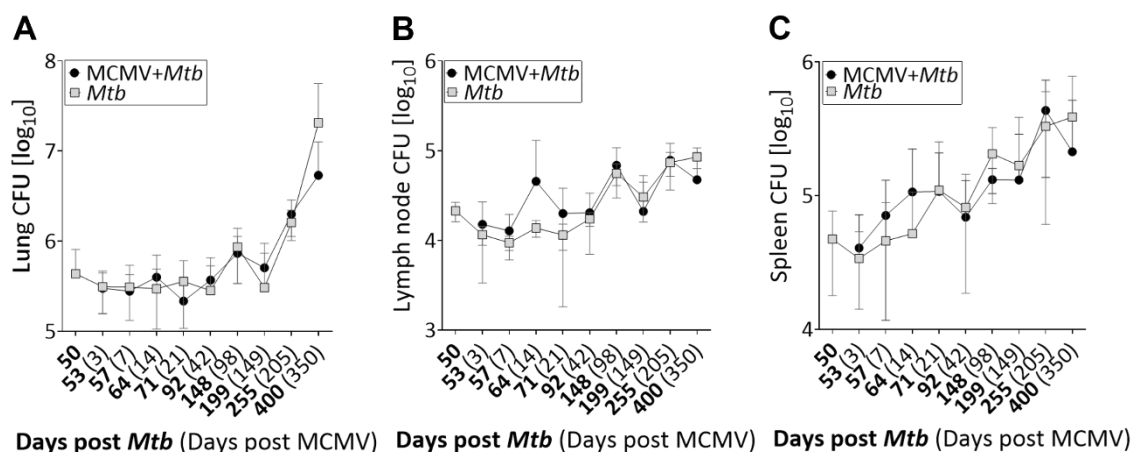 A
Lung CFU [log10]
8
7
6
5
MCMV+Mtb
Mtb
50
53 (3)
57 (7)
64 (14)
71 (21)
92 (42)
148 (98)
199 (149)
255 (205)
400 (350)
Days post Mtb (Days post MCMV)
B
Lymph node CFU [log10]
6
5
4
3
MCMV+Mtb
Mtb
50
53 (3)
57 (7)
64 (14)
71 (21)
92 (42)
148 (98)
199 (149)
255 (205)
400 (350)
Days post Mtb (Days post MCMV)
C
Spleen CFU [log10]
6
5
4
MCMV+Mtb
Mtb
50
53 (3)
57 (7)
64 (14)
71 (21)
92 (42)
148 (98)
199 (149)
255 (205)
400 (350)
Days post Mtb (Days post MCMV)